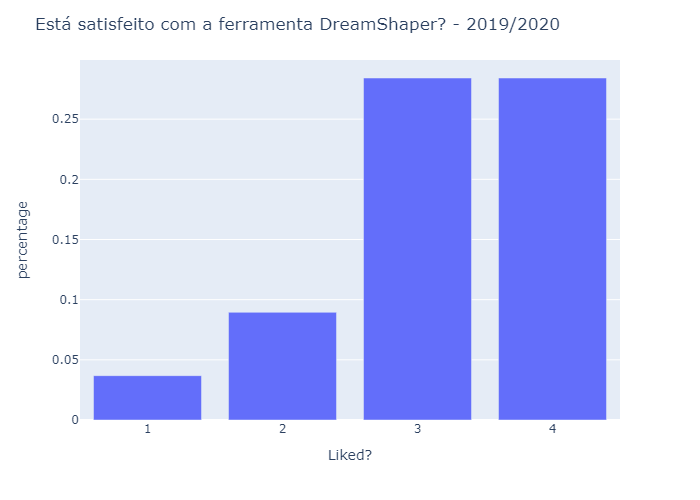 Está satisfeito com a ferramenta DreamShaper? - 2019/2020
percentage
0.25
0.2
0.15
0.1
0.05
0
1 2 3 4
Liked?